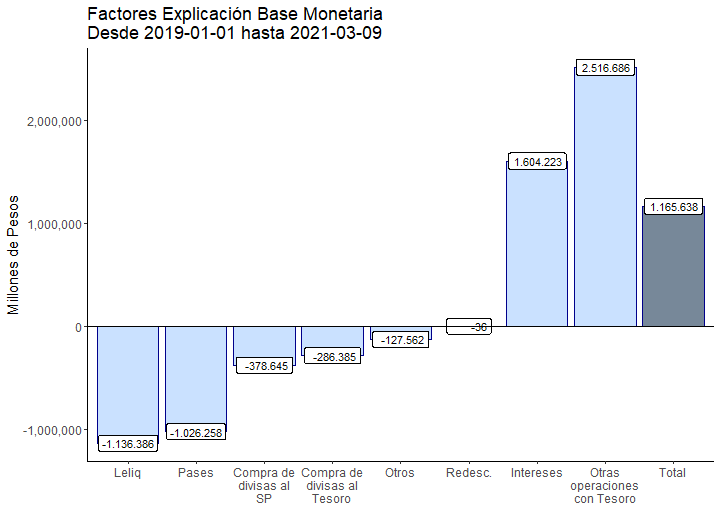 Factores Explicación Base Monetaria
Desde 2019-01-01 hasta 2021-03-09
Millones de Pesos
2,000,000
1,000,000
0
-1,000,000
-1.136.386
-1.026.258
-378.645
-286.385
-127.562
-36
1.604.223
2.516.686
1.165.638
Leliq
Pases
Compra de
divisas al
SP
Compra de
divisas al
Tesoro
Otros
Redesc.
Intereses
Otras
operaciones
con Tesoro
Total